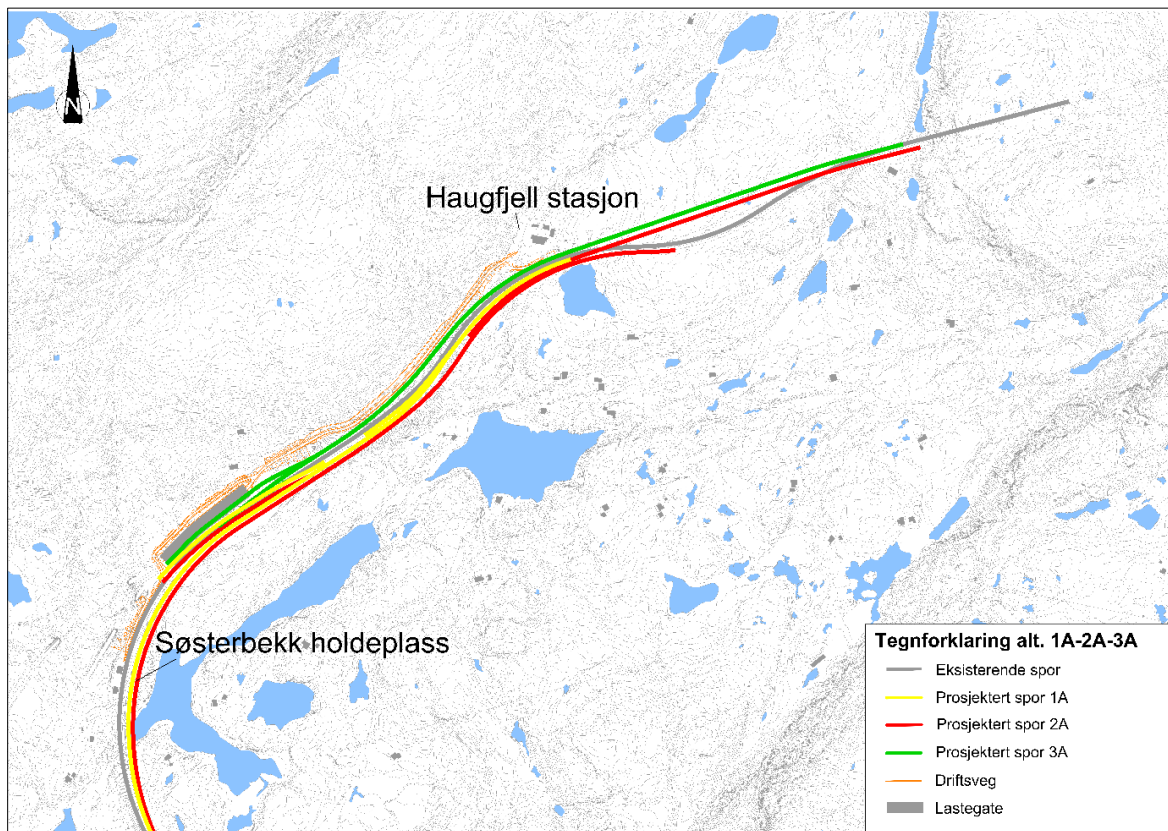 N
Haugfjell stasjon
Søsterbekk holdeplass
Tegnforklaring alt. 1A-2A-3A
Eksisterende spor
Prosjektert spor 1A
Prosjektert spor 2A
Prosjektert spor 3A
Driftsveg
Lastegate